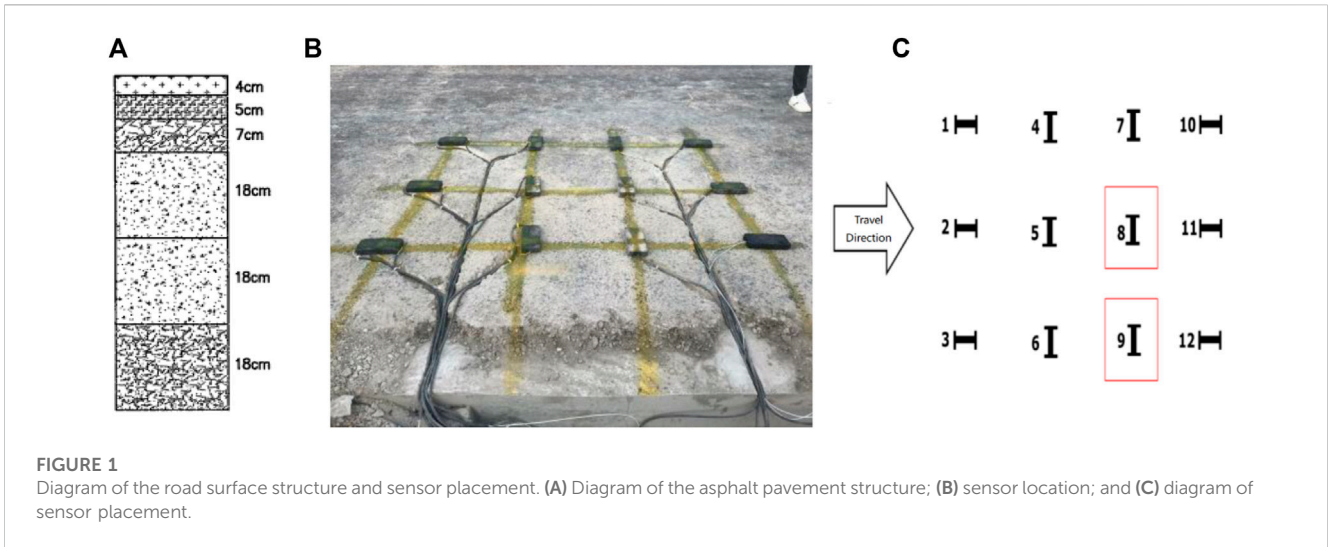 A
B
C
4cm
5cm
7cm
18cm
18cm
18cm
Travel
Direction
1 4 7 10
2 5 8 11
3 6 9 12
FIGURE 1
Diagram of the road surface structure and sensor placement. (A) Diagram of the asphalt pavement structure; (B) sensor location; and (C) diagram of
sensor placement.